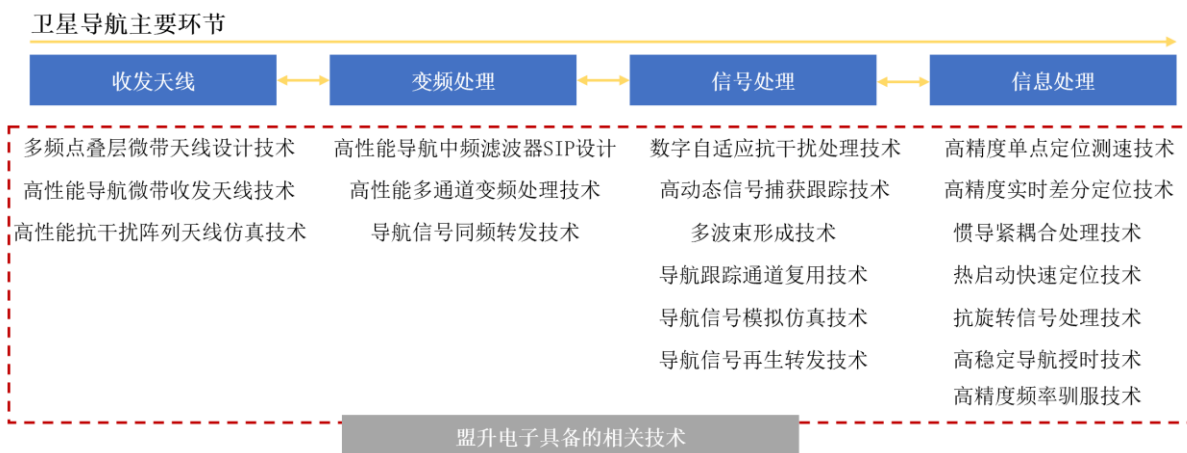 卫星导航主要环节
收发天线
变频处理
信号处理
信息处理
多频点叠层微带天线设计技术
高性能导航微带收发天线技术
高性能抗干扰阵列天线仿真技术
高性能导航中频滤波器SIP设计
高性能多通道变频处理技术
导航信号同频转发技术
数字自适应抗干扰处理技术
高动态信号捕获跟踪技术
多波束形成技术
导航跟踪通道复用技术
导航信号模拟仿真技术
导航信号再生转发技术
高精度单点定位测速技术
高精度实时差分定位技术
惯导紧耦合处理技术
热启动快速定位技术
抗旋转信号处理技术
高稳定导航授时技术
高精度频率驯服技术
盟升电子具备的相关技术